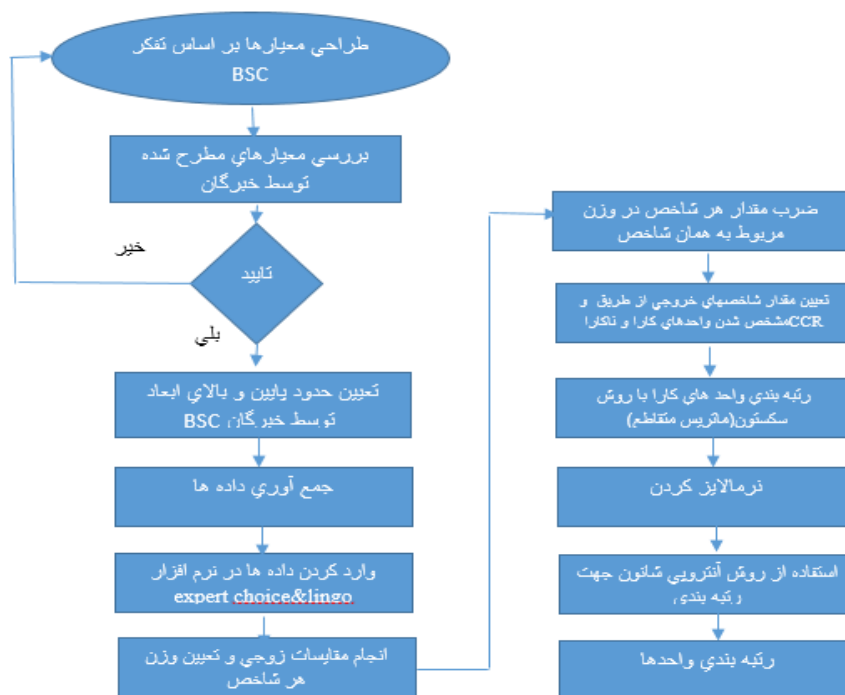 طراحي معيارها بر اساس تفكر
BSC
بررسي معيارهاي مطرح شده
توسط خبرگان
تاييد
خير
بلي
تعيين حدود پايين و بالاي ابعاد
BSC توسط خبرگان
جمع آوري داده ها
وارد كردن داده ها در نرم افزار
expert choice&lingo
انجام مقايسات زوجي و تعيين وزن
هر شاخص
ضرب مقدار هر شاخص در وزن
مربوط به همان شاخص
تعيين مقدار شاخصهاي خروجي از طريق و
CCRمشخص شدن واحدهاي كارا و ناكارا
رتبه بندي واحد هاي كارا با روش
سكستون(ماتريس متقاطع)
نرمالايز كردن
استفاده از روش آنتروپي شانون جهت
رتبه بندي
رتبه بندي واحدها